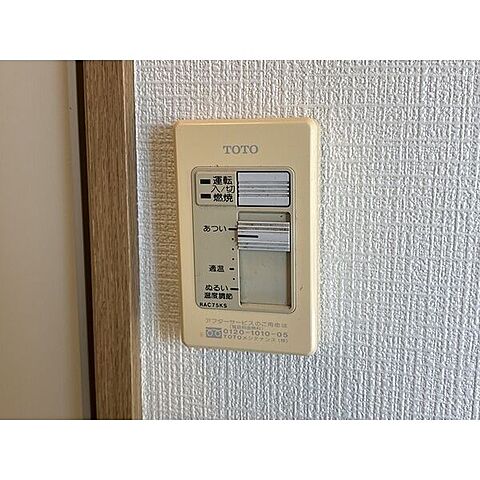 TOTO
運転
入/切
燃焼
あつい
適温
ぬるい
温度調節
RAC75KS
アフターサービスのご用命は
0120-1010-05
TOTOメンテナンス(株)